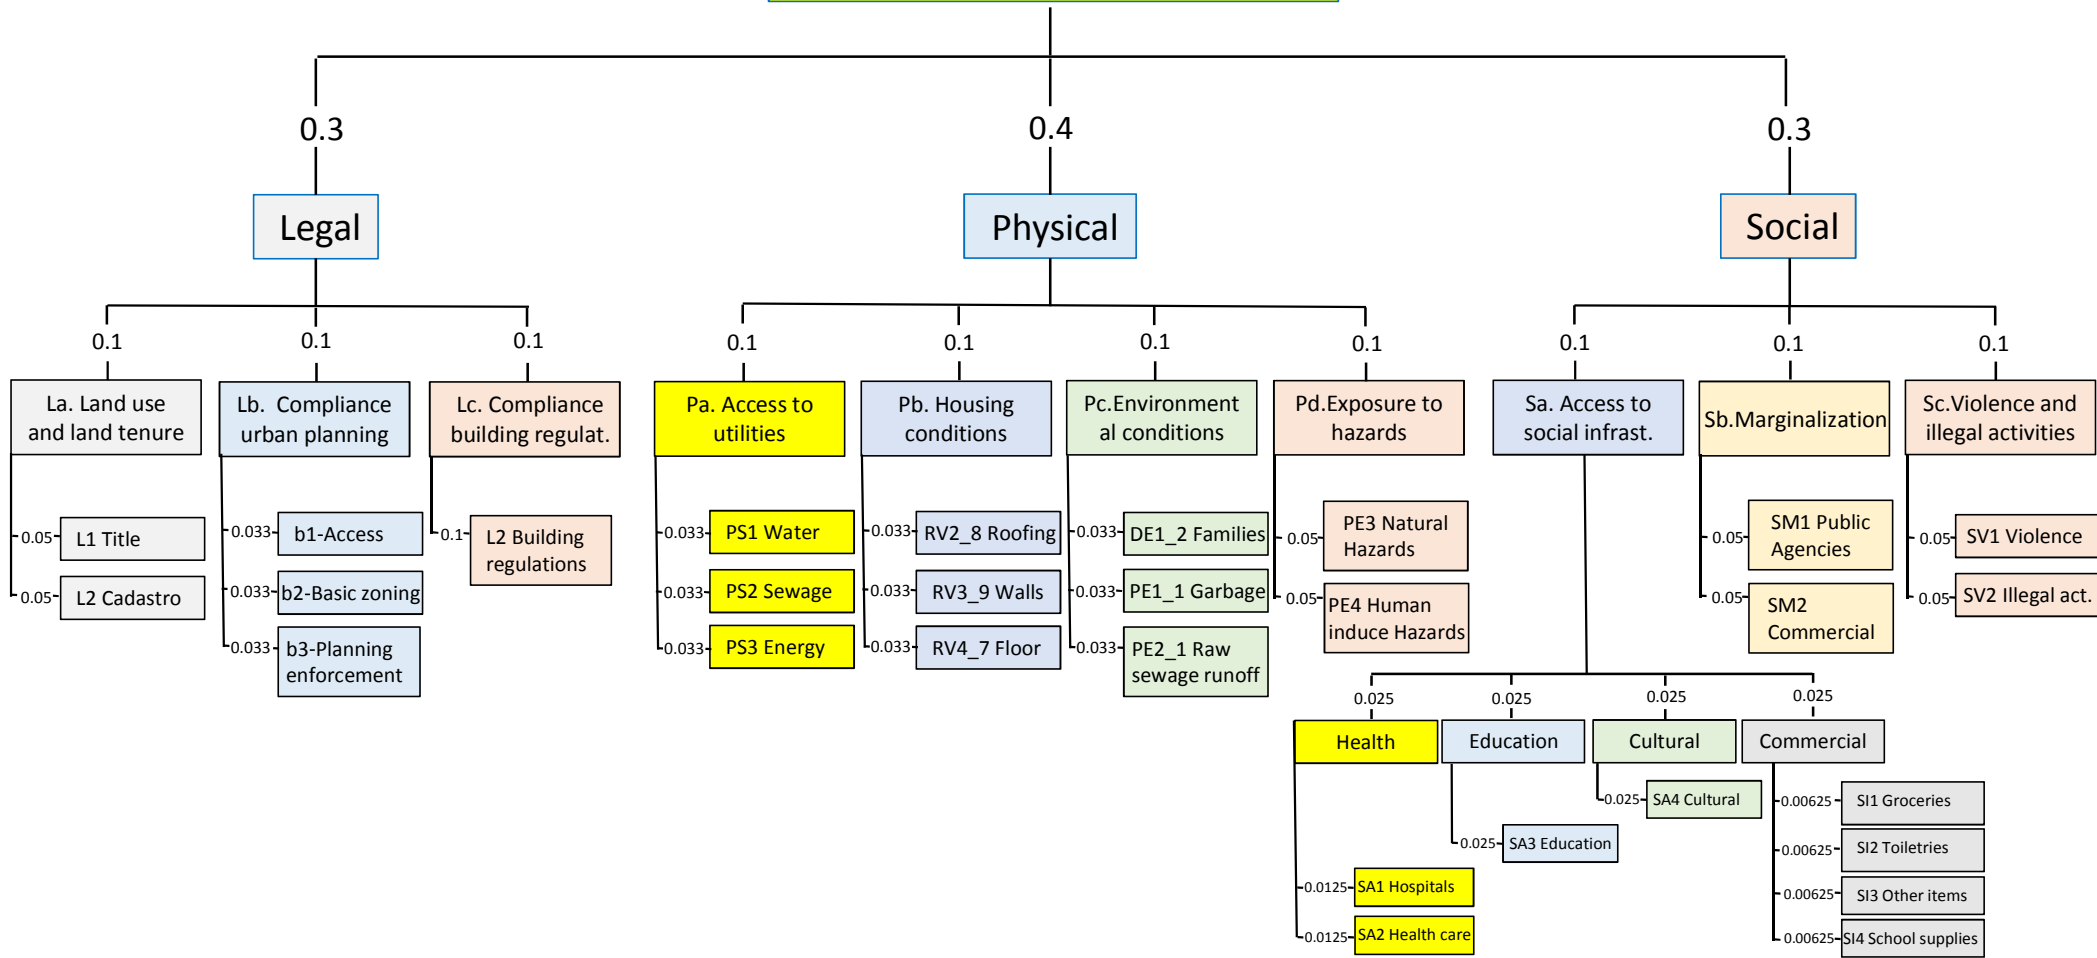 0.3
0.4
0.3
Legal
Physical
Social
0.1
0.1
0.1
0.1
0.1
0.1
0.1
0.1
0.1
0.1
La. Land use
and land tenure
Lb. Compliance
urban planning
Lc. Compliance
building regulat.
Pa. Access to
utilities
Pb. Housing
conditions
Pc.Environment
al conditions
Pd.Exposure to
hazards
Sa. Access to
social infrast.
Sb.Marginalization
Sc.Violence and
illegal activities
0.05
L1 Title
0.05
L2 Cadastro
0.033
b1-Access
0.033
b2-Basic zoning
0.033
b3-Planning
enforcement
0.1
L2 Building
regulations
0.033
PS1 Water
0.033
PS2 Sewage
0.033
PS3 Energy
0.033
RV2_8 Roofing
0.033
RV3_9 Walls
0.033
RV4_7 Floor
0.033
DE1_2 Families
0.033
PE1_1 Garbage
0.033
PE2_1 Raw
sewage runoff
0.05
PE3 Natural
Hazards
0.05
PE4 Human
induce Hazards
0.05
SM1 Public
Agencies
0.05
SM2
Commercial
0.05
SV1 Violence
0.05
SV2 Illegal act.
0.025
0.025
0.025
0.025
Health
Education
Cultural
Commercial
0.0125
SA1 Hospitals
0.0125
SA2 Health care
0.025
SA3 Education
0.025
SA4 Cultural
0.00625
SI1 Groceries
0.00625
SI2 Toiletries
0.00625
SI3 Other items
0.00625
SI4 School supplies